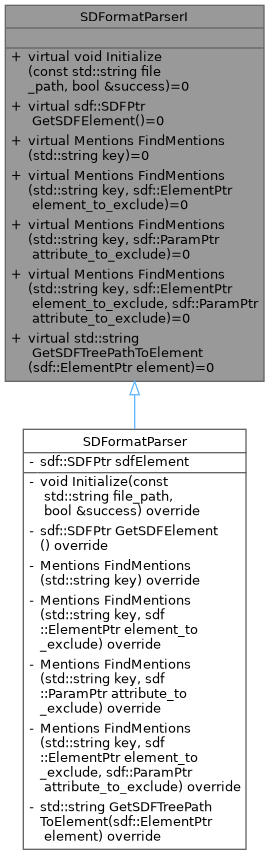 SDFormatParserI
+ virtual void Initialize
(const std::string file
_path, bool &success)=0
+ virtual sdf::SDFPtr
GetSDFElement()=0
+ virtual Mentions FindMentions
(std::string key)=0
+ virtual Mentions FindMentions
(std::string key, sdf::ElementPtr
element_to_exclude)=0
+ virtual Mentions FindMentions
(std::string key, sdf::ParamPtr
attribute_to_exclude)=0
+ virtual Mentions FindMentions
(std::string key, sdf::ElementPtr
element_to_exclude, sdf::ParamPtr
attribute_to_exclude)=0
+ virtual std::string
GetSDFTreePathToElement
(sdf::ElementPtr element)=0
SDFormatParser
- sdf::SDFPtr sdfElement
- void Initialize(const
std::string file_path,
bool &success) override
- sdf::SDFPtr GetSDFElement
() override
- Mentions FindMentions
(std::string key) override
- Mentions FindMentions
(std::string key, sdf
::ElementPtr element_to
_exclude) override
- Mentions FindMentions
(std::string key, sdf
::ParamPtr attribute_to
_exclude) override
- Mentions FindMentions
(std::string key, sdf
::ElementPtr element_to
_exclude, sdf::ParamPtr
attribute_to_exclude) override
- std::string GetSDFTreePath
ToElement(sdf::ElementPtr
element) override